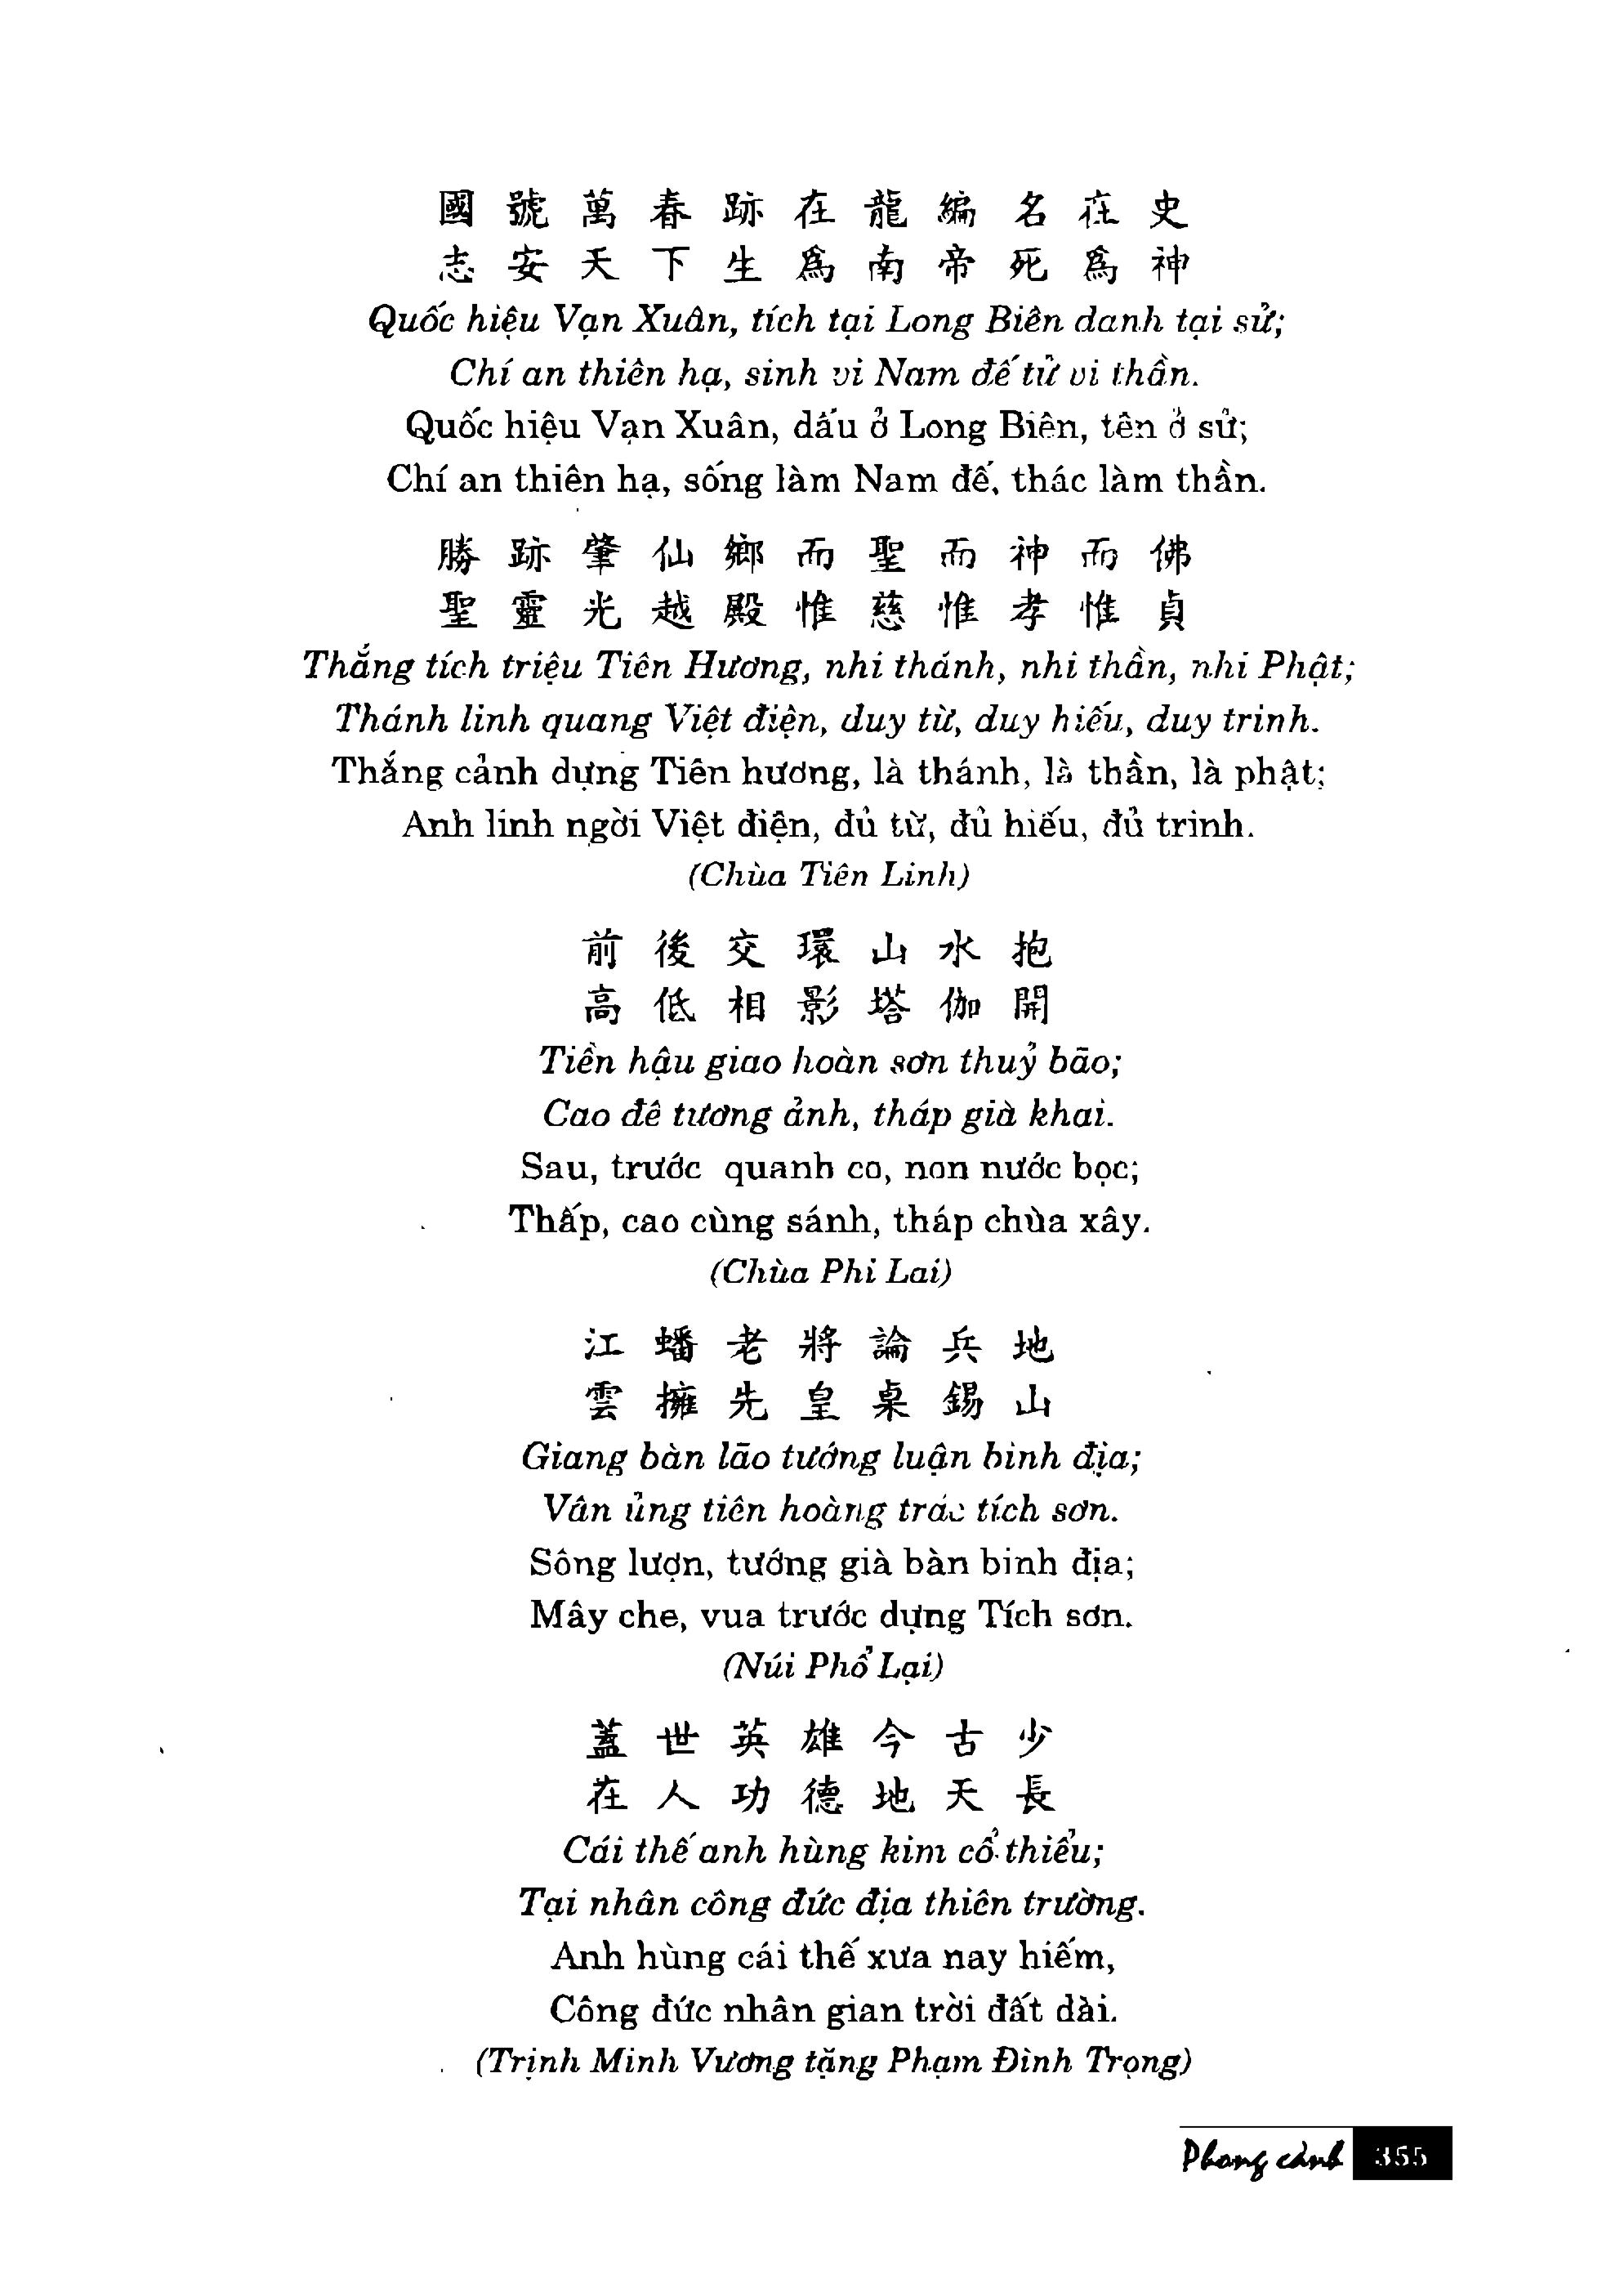 國號萬春跡在龍編名在史
志安天下生爲南帝死爲神
Quốc hiệu Vạn Xuân, tích tại Long Biên danh tại sử;
Chí an thiên hạ, sinh vi Nam đế tử vi thần.
Quốc hiệu Vạn Xuân, dấu ở Long Biên, tên ở sử;
Chí an thiên hạ, sống làm Nam đế, thác làm thần.
勝跡肇仙鄉而聖而神而佛
聖靈光越殿惟慈惟孝惟貞
Thắng tích triệu Tiên Hương, nhi thánh, nhi thần, nhi Phật;
Thánh linh quang Việt điện, duy từ, duy hiếu, duy trinh.
Thắng cảnh dựng Tiên hương, là thánh, là thần, là phật;
Anh linh ngời Việt điện, đủ từ, đủ hiếu, đủ trinh.
(Chùa Tiên Linh)
前後交環山水抱
高低相影塔伽開
Tiền hậu giao hoàn sơn thuỷ bão;
Cao đê tương ảnh, tháp già khai.
Sau, trước quanh co, non nước bọc;
Thấp, cao cùng sánh, tháp chùa xây.
(Chùa Phi Lai)
江蟠老將論兵地
雲擁先皇桌錫山
Giang bàn lão tướng luận binh địa;
Vân ủng tiên hoàng trác tích sơn.
Sông lượn, tướng già bàn binh địa;
Mây che, vua trước dựng Tích sơn.
(Núi Phổ Lại)
蓋世英雄今古少
在人功德地天長
Cái thế anh hùng kim cổ thiểu;
Tại nhân công đức địa thiên trường.
Anh hùng cái thế xưa nay hiếm,
Công đức nhân gian trời đất dài.
(Trịnh Minh Vương tặng Phạm Đình Trọng)
Phong cảnh 355